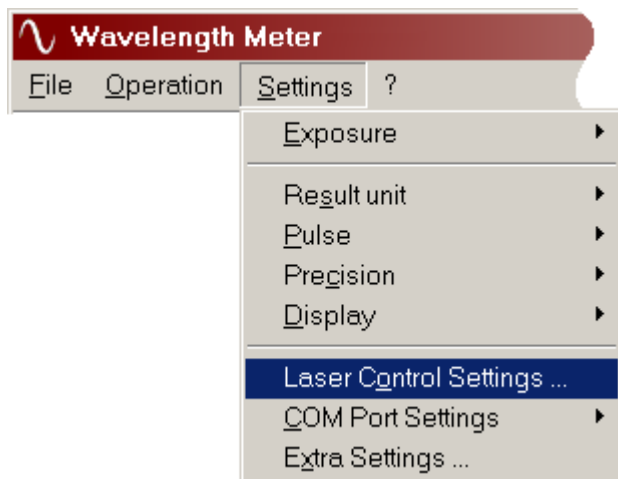 Wavelength Meter
File Operation Settings ?
Exposure
Result unit
Pulse
Precision
Display
Laser Control Settings ...
COM Port Settings
Extra Settings ...